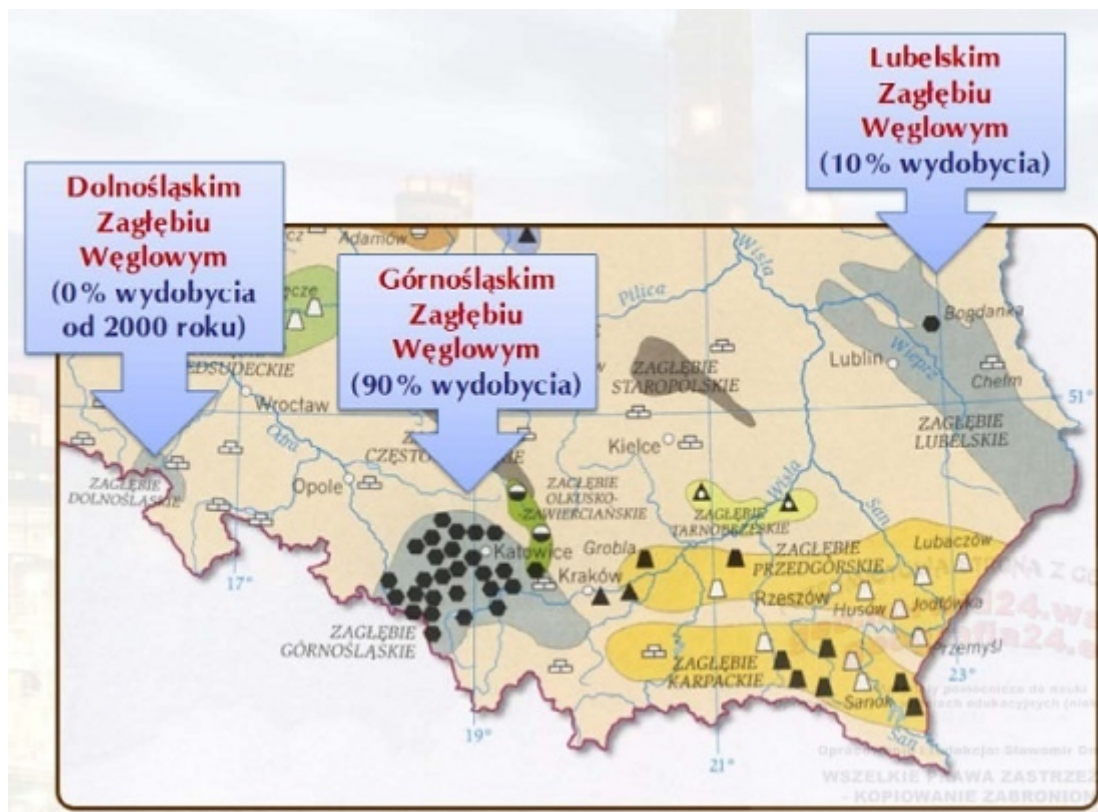 Lubelskim
Zagłębiu
Węglowym
(10% wydobycia)
Dolnośląskim
Zagłębiu
Węglowym
(0% wydobycia
od 2000 roku)
Górnośląskim
Zagłębiu
Węglowym
(90% wydobycia)
Adamów
Wisła
Pilica
Bogdanka
Lublin
Wieprz
Chełm
51°
ZAGŁĘBIE
STAROPOLSKIE
ZAGŁĘBIE
LUBELSKIE
Wrocław
Odra
Kielce
Opole
ZAGŁĘBIE
DOLNOŚLĄSKIE
ZAGŁĘBIE
OLKUSKO-
ZAWIERCIAŃSKIE
Wisła
San
ZAGŁĘBIE
TARNOBRZESKIE
17°
Katowice
Grobla
ZAGŁĘBIE
PRZEDGÓRSKIE
Lubaczów
Kraków
Rzeszów
Husów
Jodłówka
ZAGŁĘBIE
GÓRNOŚLĄSKIE
Przemyśl
ZAGŁĘBIE
KARPACKIE
23°
Sanok
19°
21°
San
WSZELKIE PRAWA ZASTRZE
- KOPIOWANIE ZABRONION